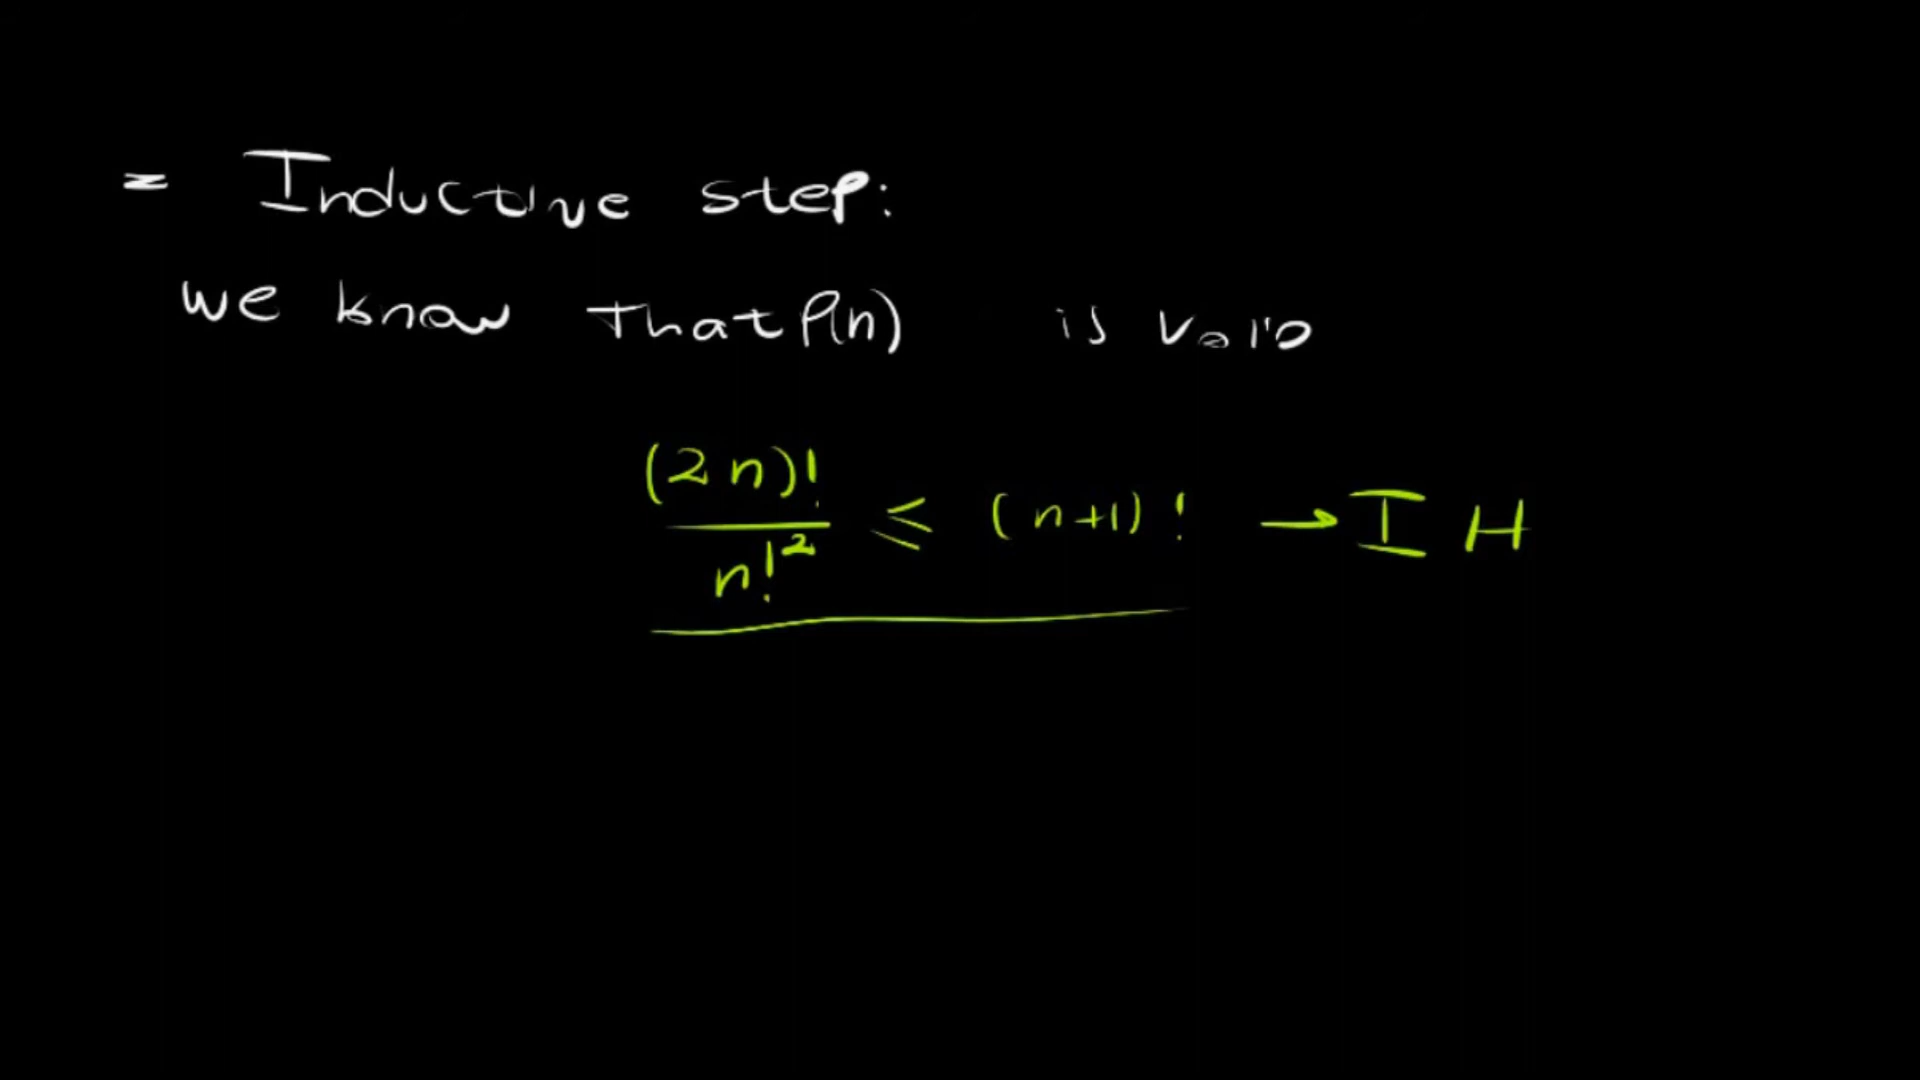 = Inductive step:
we know that P(n) is valid
(2n)!/n!² ≤ (n+1)! → IH